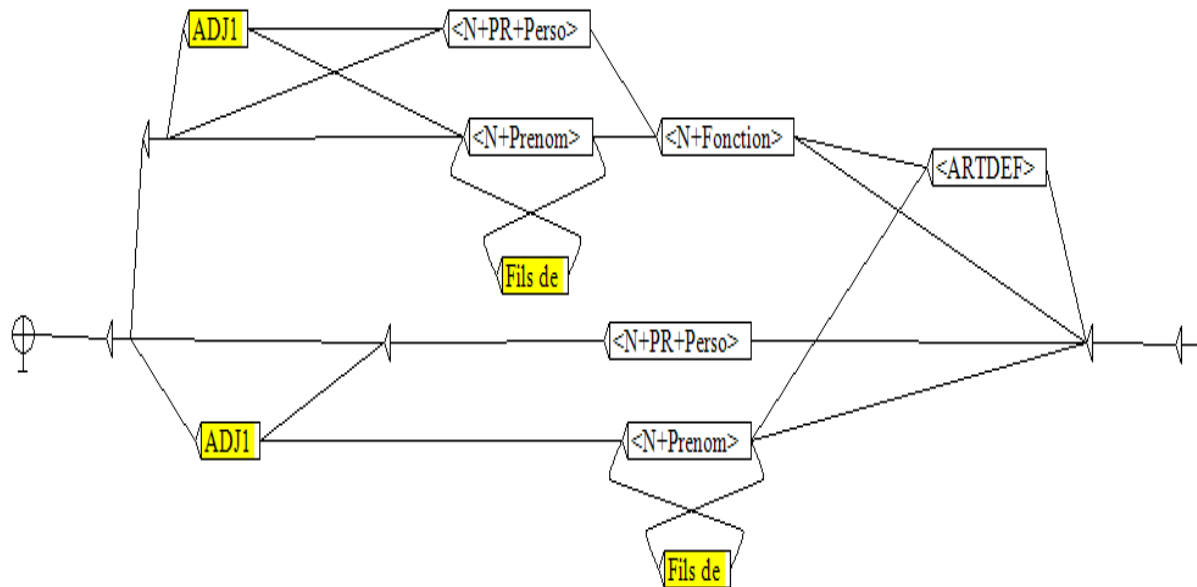 ADJ1
<N+PR+Perso>
<N+Prenom>
<N+Fonction>
<ARTDEF>
Fils de
<N+PR+Perso>
ADJ1
<N+Prenom>
Fils de